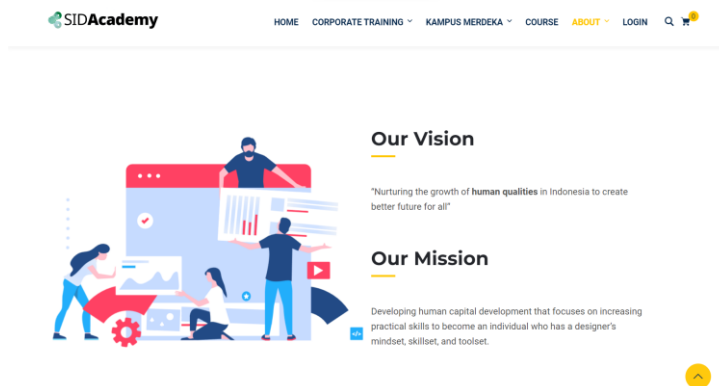 SIDAcademy
HOME CORPORATE TRAINING KAMPUS MERDEKA COURSE ABOUT LOGIN 0
Our Vision
"Nurturing the growth of human qualities in Indonesia to create
better future for all"
Our Mission
Developing human capital development that focuses on increasing
practical skills to become an individual who has a designer's
mindset, skillset, and toolset.